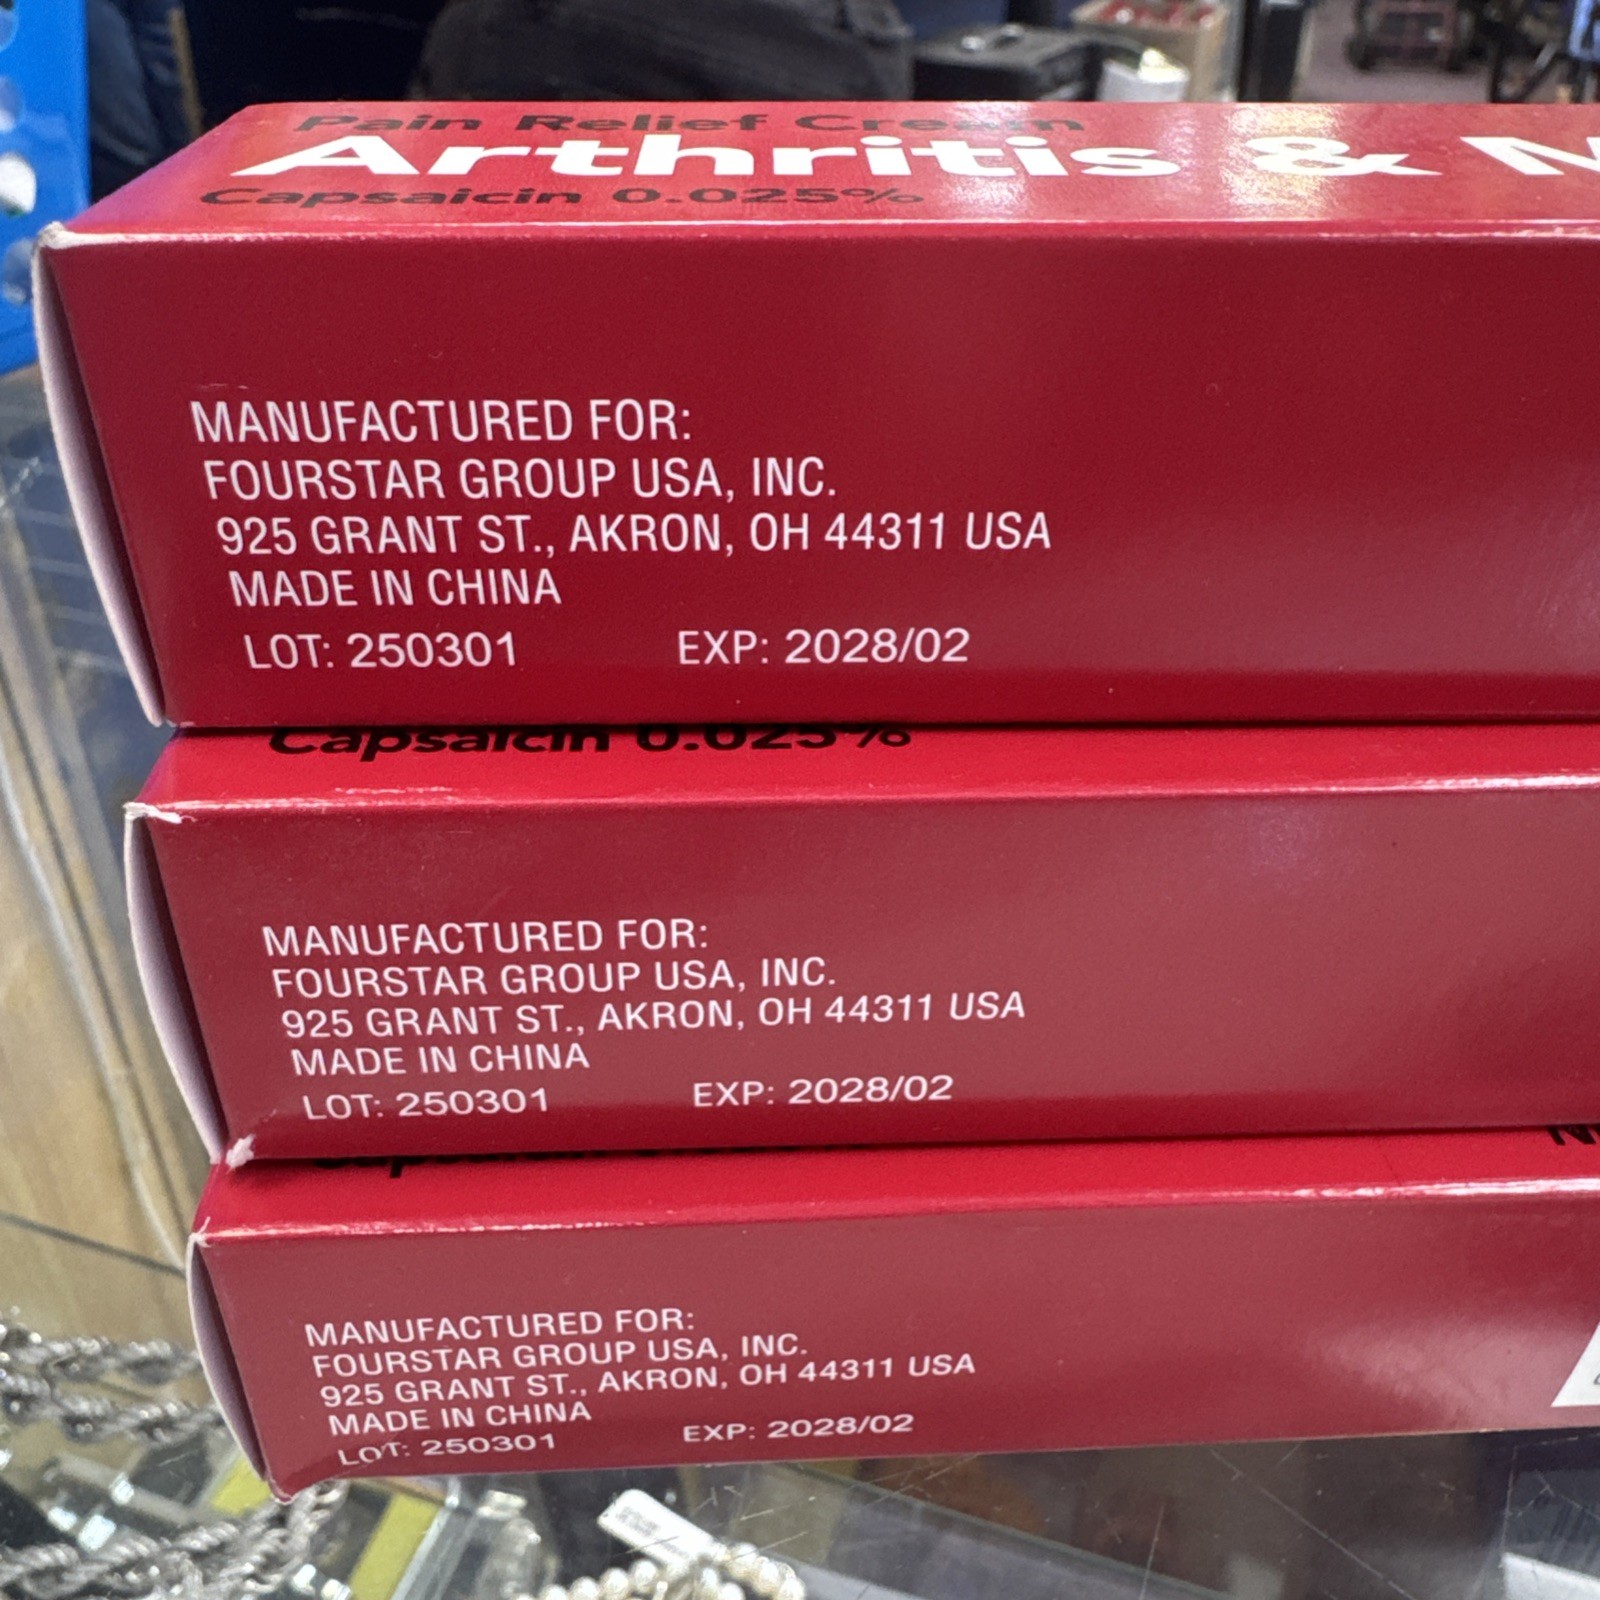 Pain Relief Cream
Arthritis &
Capsaicin 0.025%
MANUFACTURED FOR:
FOURSTAR GROUP USA, INC.
925 GRANT ST., AKRON, OH 44311 USA
MADE IN CHINA
LOT: 250301 EXP: 2028/02
Capsaicin 0.025%
MANUFACTURED FOR:
FOURSTAR GROUP USA, INC.
925 GRANT ST., AKRON, OH 44311 USA
MADE IN CHINA
LOT: 250301 EXP: 2028/02
MANUFACTURED FOR:
FOURSTAR GROUP USA, INC.
925 GRANT ST., AKRON, OH 44311 USA
MADE IN CHINA
LOT: 250301 EXP: 2028/02